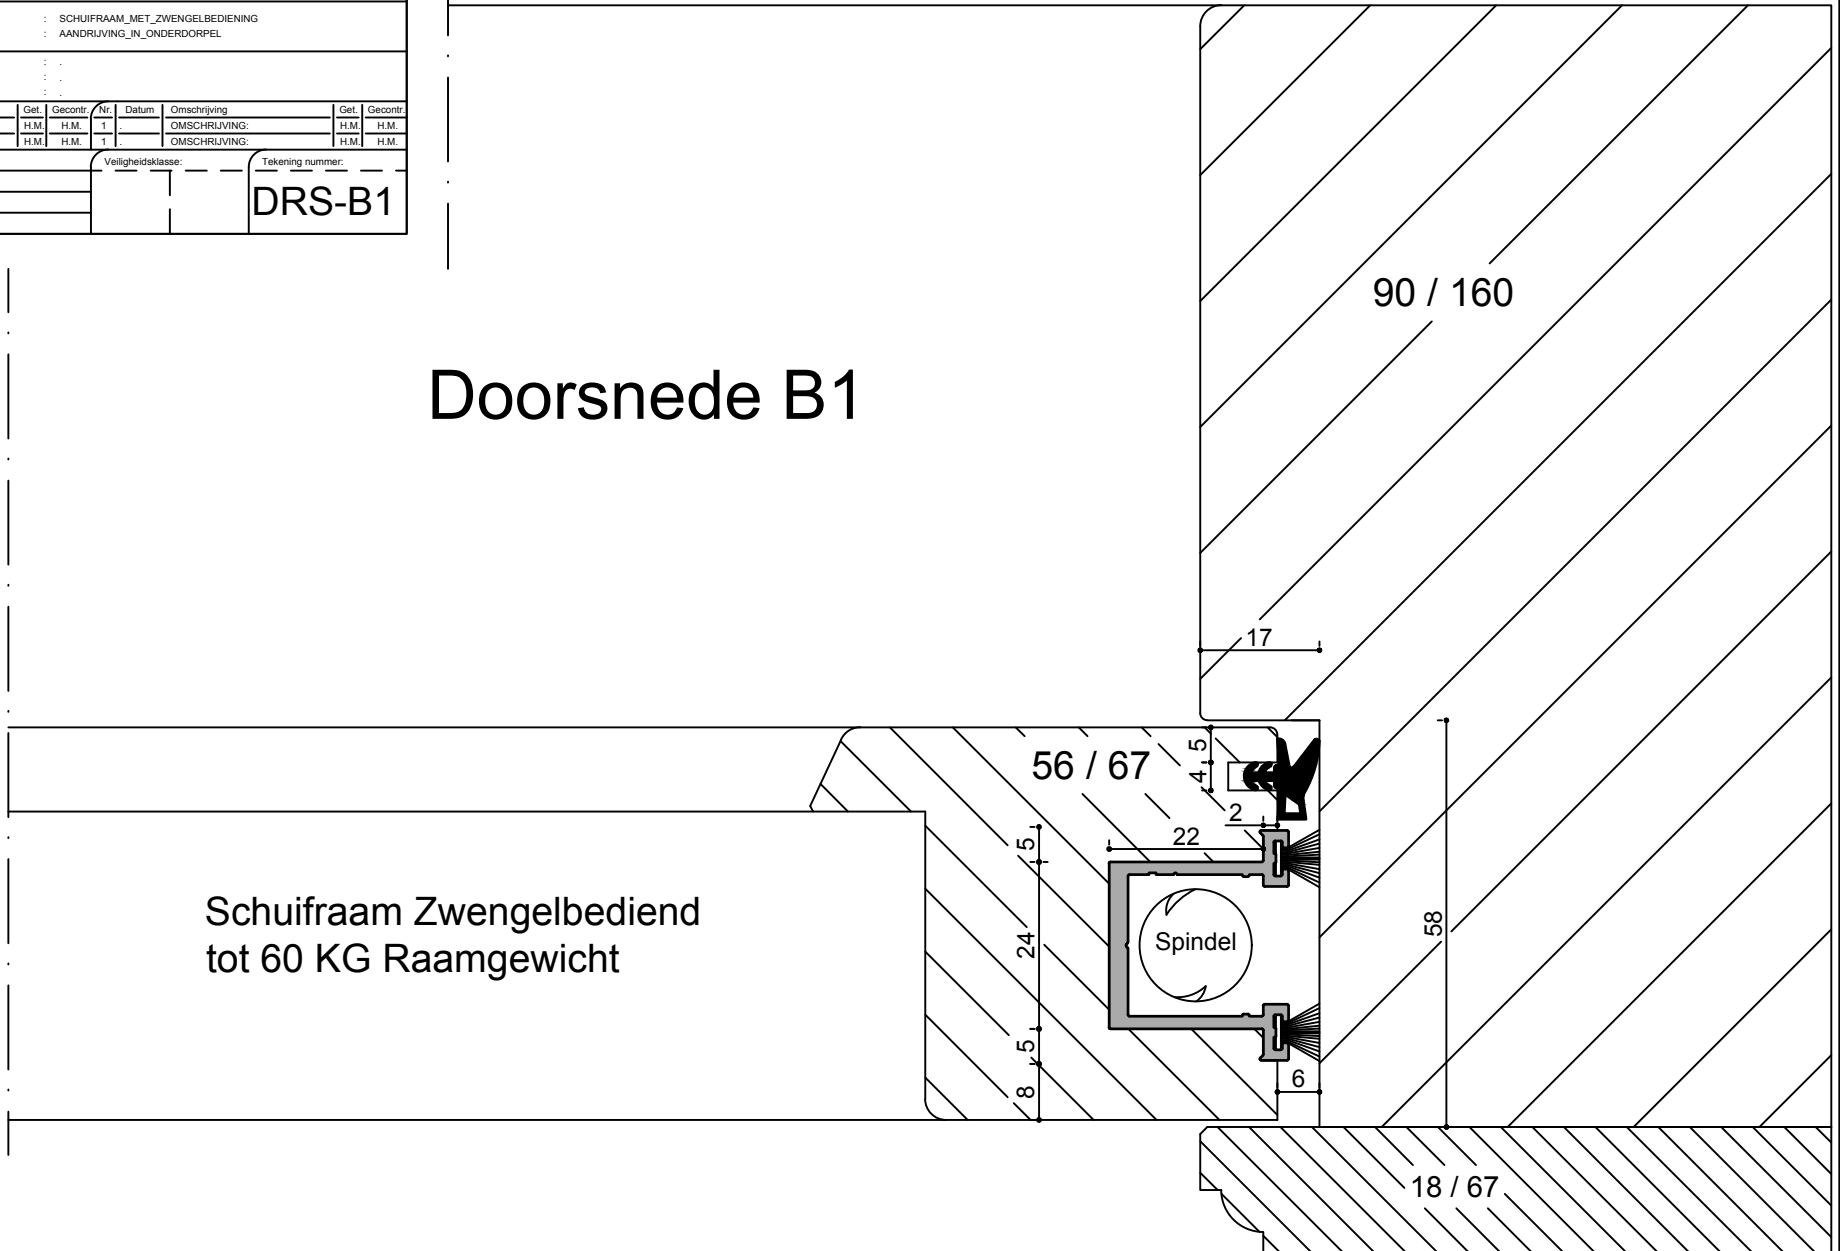 : SCHUIFRAAM_MET_ZWENGELBEDIENING
: AANDRIJVING_IN_ONDERDORPEL
: .
: .
: .
Get. Gecontr. Nr. Datum Omschrijving Get. Gecontr.
H.M. H.M. 1 . OMSCHRIJVING: H.M. H.M.
H.M. H.M. 1 . OMSCHRIJVING: H.M. H.M.
Veiligheidsklasse: Tekening nummer:
DRS-B1
90 / 160
Doorsnede B1
17
56 / 67
5
4
2
22
5
Schuifraam Zwengelbediend
tot 60 KG Raamgewicht
24
Spindel
58
5
8
6
18 / 67